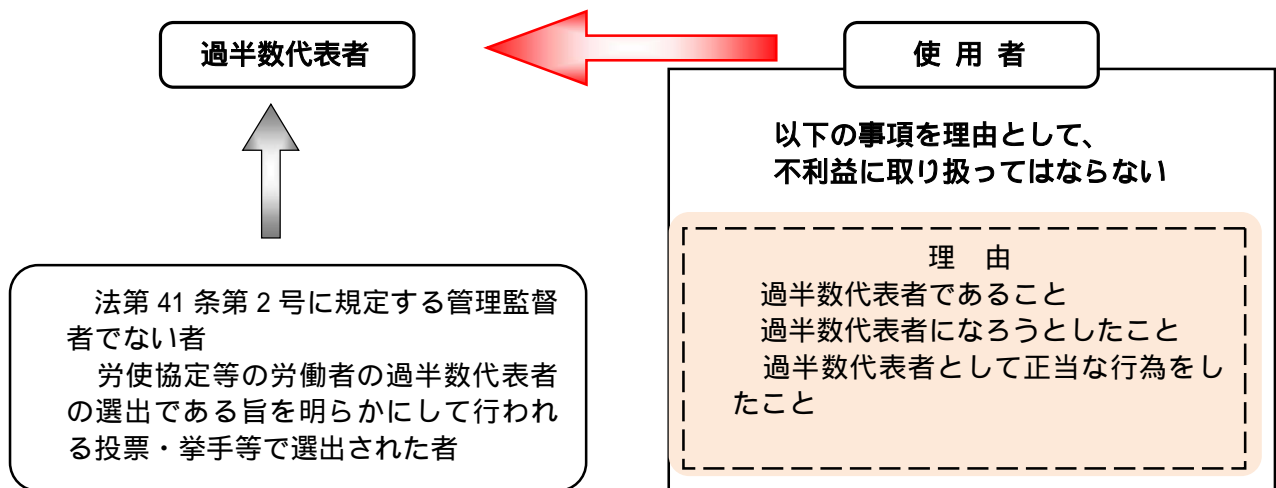 過半数代表者
使 用 者
以下の事項を理由として、
不利益に取り扱ってはならない
理　由
過半数代表者であること
過半数代表者になろうとしたこと
過半数代表者として正当な行為をし
たこと
法第 41 条第 2 号に規定する管理監督
者でない者
労使協定等の労働者の過半数代表者
の選出である旨を明らかにして行われ
る投票・挙手等で選出された者